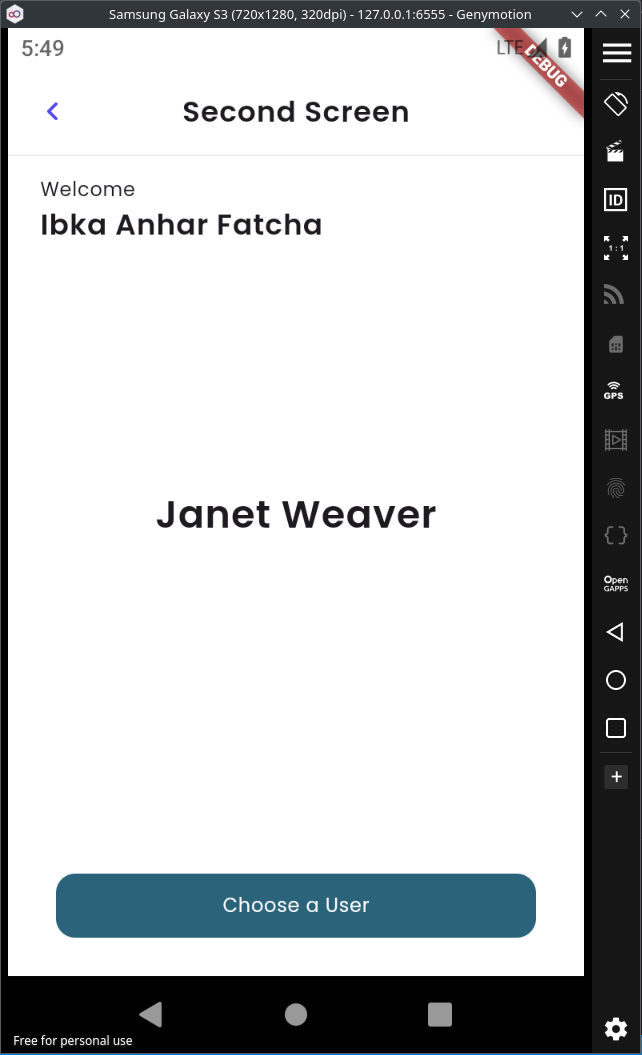 Samsung Galaxy S3 (720x1280, 320dpi) - 127.0.0.1:6555 - Genymotion
5:49
LTE
DEBUG
Second Screen
Welcome
Ibka Anhar Fatcha
Janet Weaver
Choose a User
Free for personal use
ID
1:1
GPS
Open
GAPPS